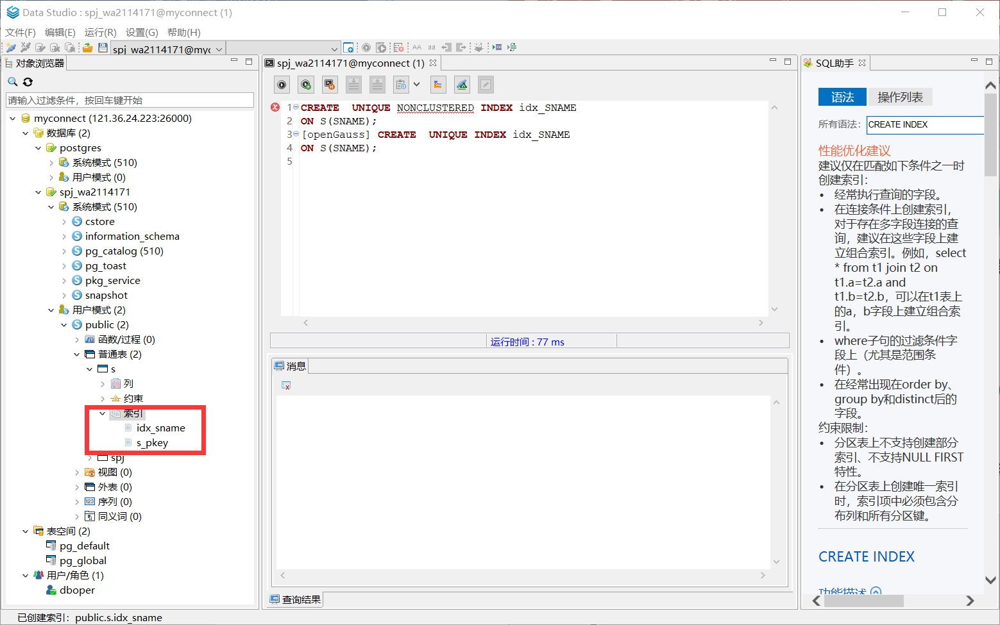 Data Studio : spj_wa2114171@myconnect (1)
文件(F) 编辑(E) 运行(R) 设置(G) 帮助(H)
spj_wa2114171@myc
对象浏览器
请输入过滤条件，按回车键开始
myconnect (121.36.24.223:26000)
数据库 (2)
postgres
系统模式 (510)
用户模式 (0)
spj_wa2114171
系统模式 (510)
cstore
information_schema
pg_catalog (510)
pg_toast
pkg_service
snapshot
用户模式 (2)
public (2)
函数/过程 (0)
普通表 (2)
s
列
约束
索引
idx_sname
s_pkey
spj
视图 (0)
外表 (0)
序列 (0)
同义词 (0)
表空间 (2)
pg_default
pg_global
用户/角色 (1)
dboper
spj_wa2114171@myconnect (1)
1 CREATE  UNIQUE NONCLUSTERED INDEX idx_SNAME
2 ON S(SNAME);
3 [openGauss] CREATE  UNIQUE INDEX idx_SNAME
4 ON S(SNAME);
5
运行时间 : 77 ms
消息
查询结果
SQL助手
语法 操作列表
所有语法: CREATE INDEX
性能优化建议
建议仅在匹配如下条件之一时
创建索引：
• 经常执行查询的字段。
• 在连接条件上创建索引，
对于存在多字段连接的查
询，建议在这些字段上建
立组合索引。例如，select
* from t1 join t2 on
t1.a=t2.a and
t1.b=t2.b，可以在t1表上
的a，b字段上建立组合索
引。
• where子句的过滤条件字
段上（尤其是范围条
件）。
• 在经常出现在order by、
group by和distinct后的
字段。
约束限制：
• 分区表上不支持创建部分
索引、不支持NULL FIRST
特性。
• 在分区表上创建唯一索引
时，索引项中必须包含分
布列和所有分区键。
CREATE INDEX
功能描述
已创建索引：public.s.idx_sname